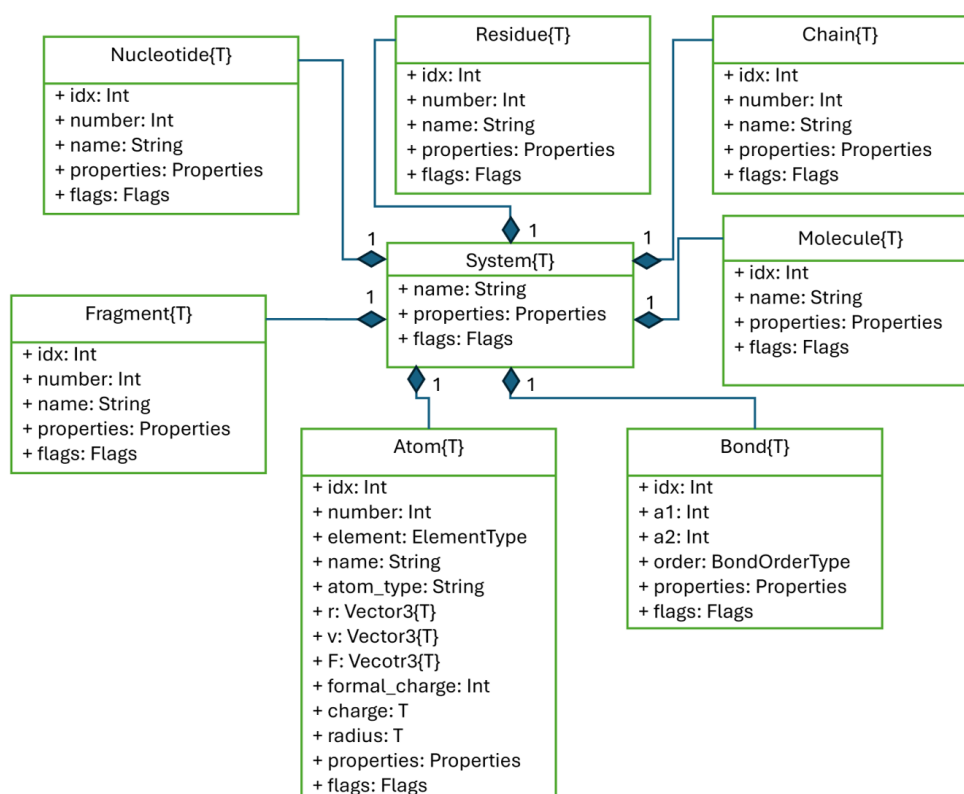 Nucleotide{T}
+ idx: Int
+ number: Int
+ name: String
+ properties: Properties
+ flags: Flags
Residue{T}
+ idx: Int
+ number: Int
+ name: String
+ properties: Properties
+ flags: Flags
Chain{T}
+ idx: Int
+ number: Int
+ name: String
+ properties: Properties
+ flags: Flags
1
1
1
System{T}
+ name: String
+ properties: Properties
+ flags: Flags
Molecule{T}
+ idx: Int
+ name: String
+ properties: Properties
+ flags: Flags
1
1
Fragment{T}
+ idx: Int
+ number: Int
+ name: String
+ properties: Properties
+ flags: Flags
1
1
Atom{T}
+ idx: Int
+ number: Int
+ element: ElementType
+ name: String
+ atom_type: String
+ r: Vector3{T}
+ v: Vector3{T}
+ F: Vecotr3{T}
+ formal_charge: Int
+ charge: T
+ radius: T
+ properties: Properties
+ flags: Flags
Bond{T}
+ idx: Int
+ a1: Int
+ a2: Int
+ order: BondOrderType
+ properties: Properties
+ flags: Flags